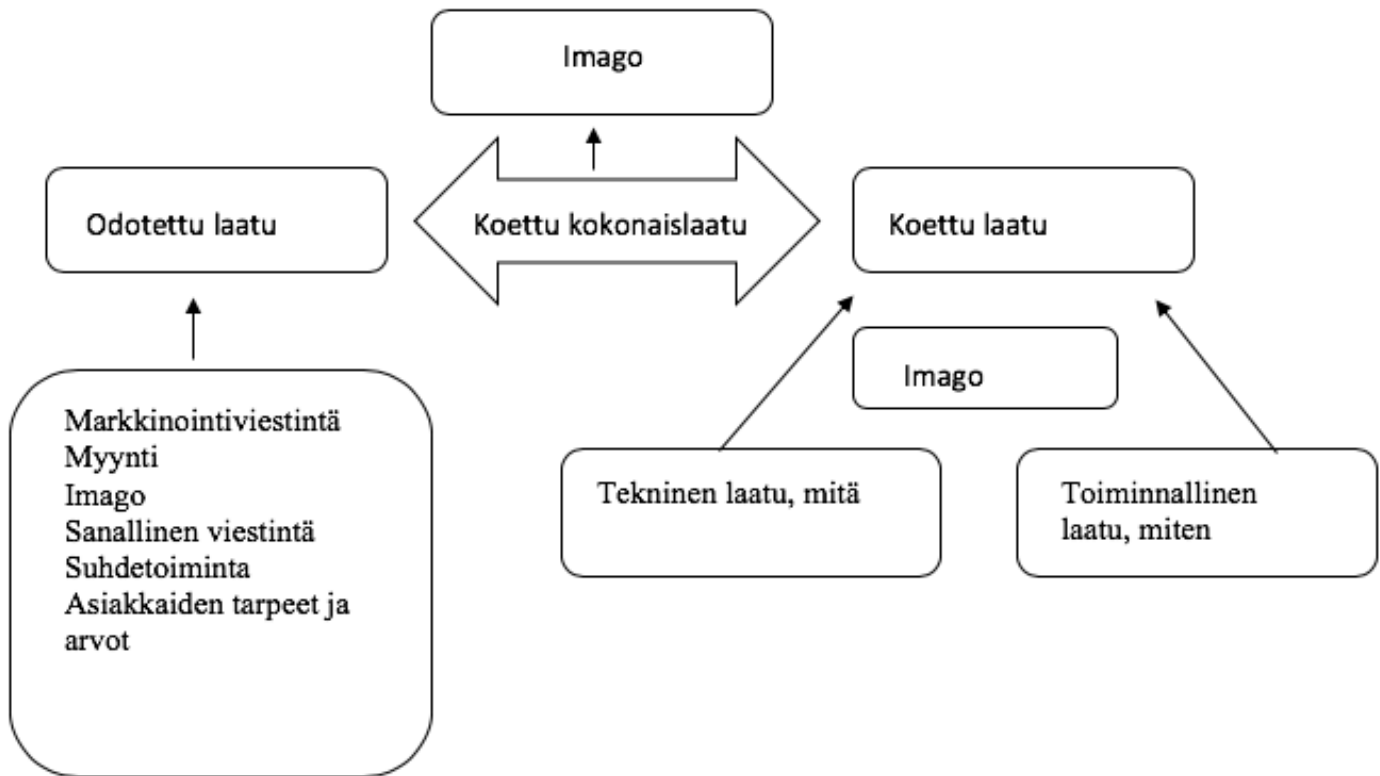 Imago
Odotettu laatu
Koettu kokonaislaatu
Koettu laatu
Imago
Markkinointiviestintä
Myynti
Imago
Sanallinen viestintä
Suhdetoiminta
Asiakkaiden tarpeet ja
arvot
Tekninen laatu, mitä
Toiminnallinen
laatu, miten